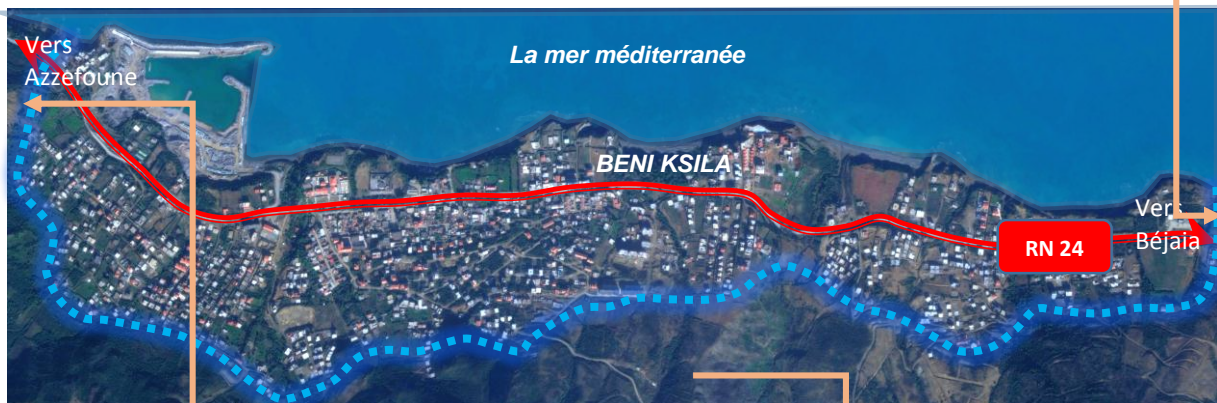 Vers
Azzefoune
La mer méditerranée
BENI KSILA
RN 24
Vers
Béjaia